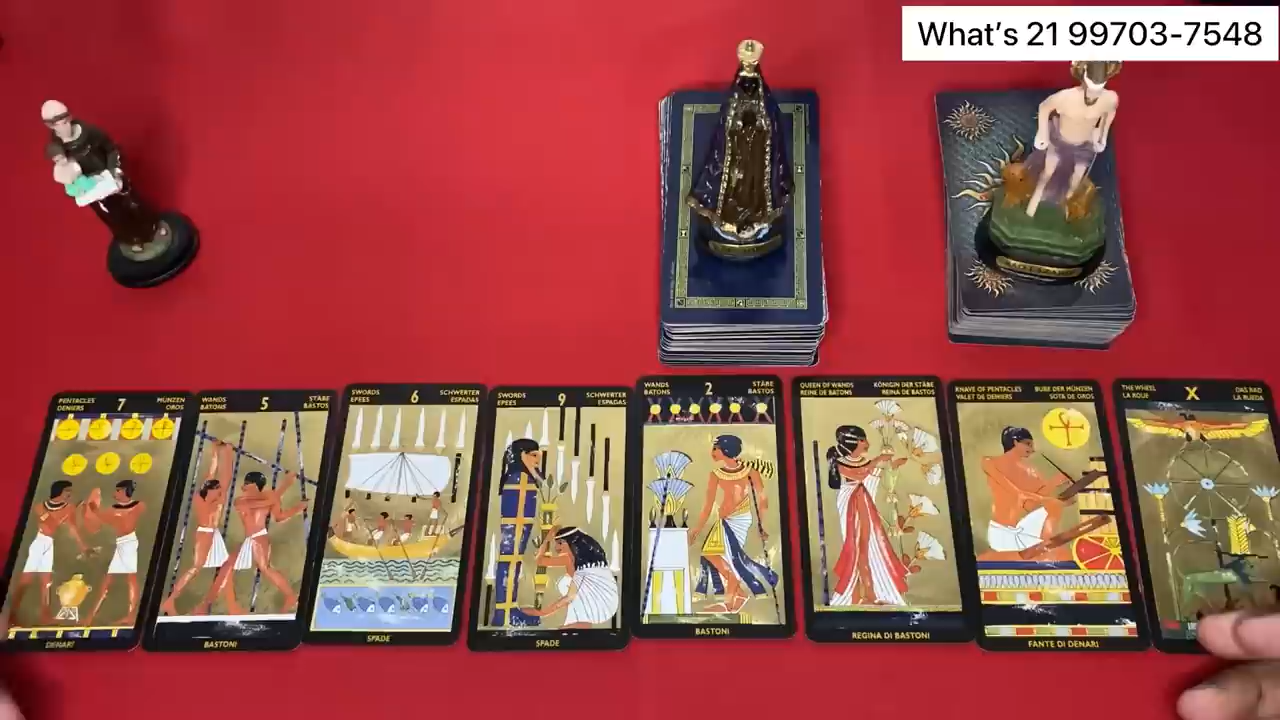 What's 21 99703-7548
PENTACLES
DENIERS
7
MÜNZEN
OROS
DENARI
WANDS
BATONS
5
STÄBE
BASTOS
BASTONI
SWORDS
EPEES
6
SCHWERTER
ESPADAS
SPADE
SWORDS
EPEES
9
SCHWERTER
ESPADAS
SPADE
WANDS
BATONS
2
STÄBE
BASTOS
BASTONI
QUEEN OF WANDS
REINE DE BATONS
KÖNIGIN DER STÄBE
REINA DE BASTOS
REGINA DI BASTONI
KNAVE OF PENTACLES
VALET DE DENIERS
BUBE DER MÜNZEN
SOTA DE OROS
FANTE DI DENARI
THE WHEEL
LA ROUE
X
DAS RAD
LA RUEDA